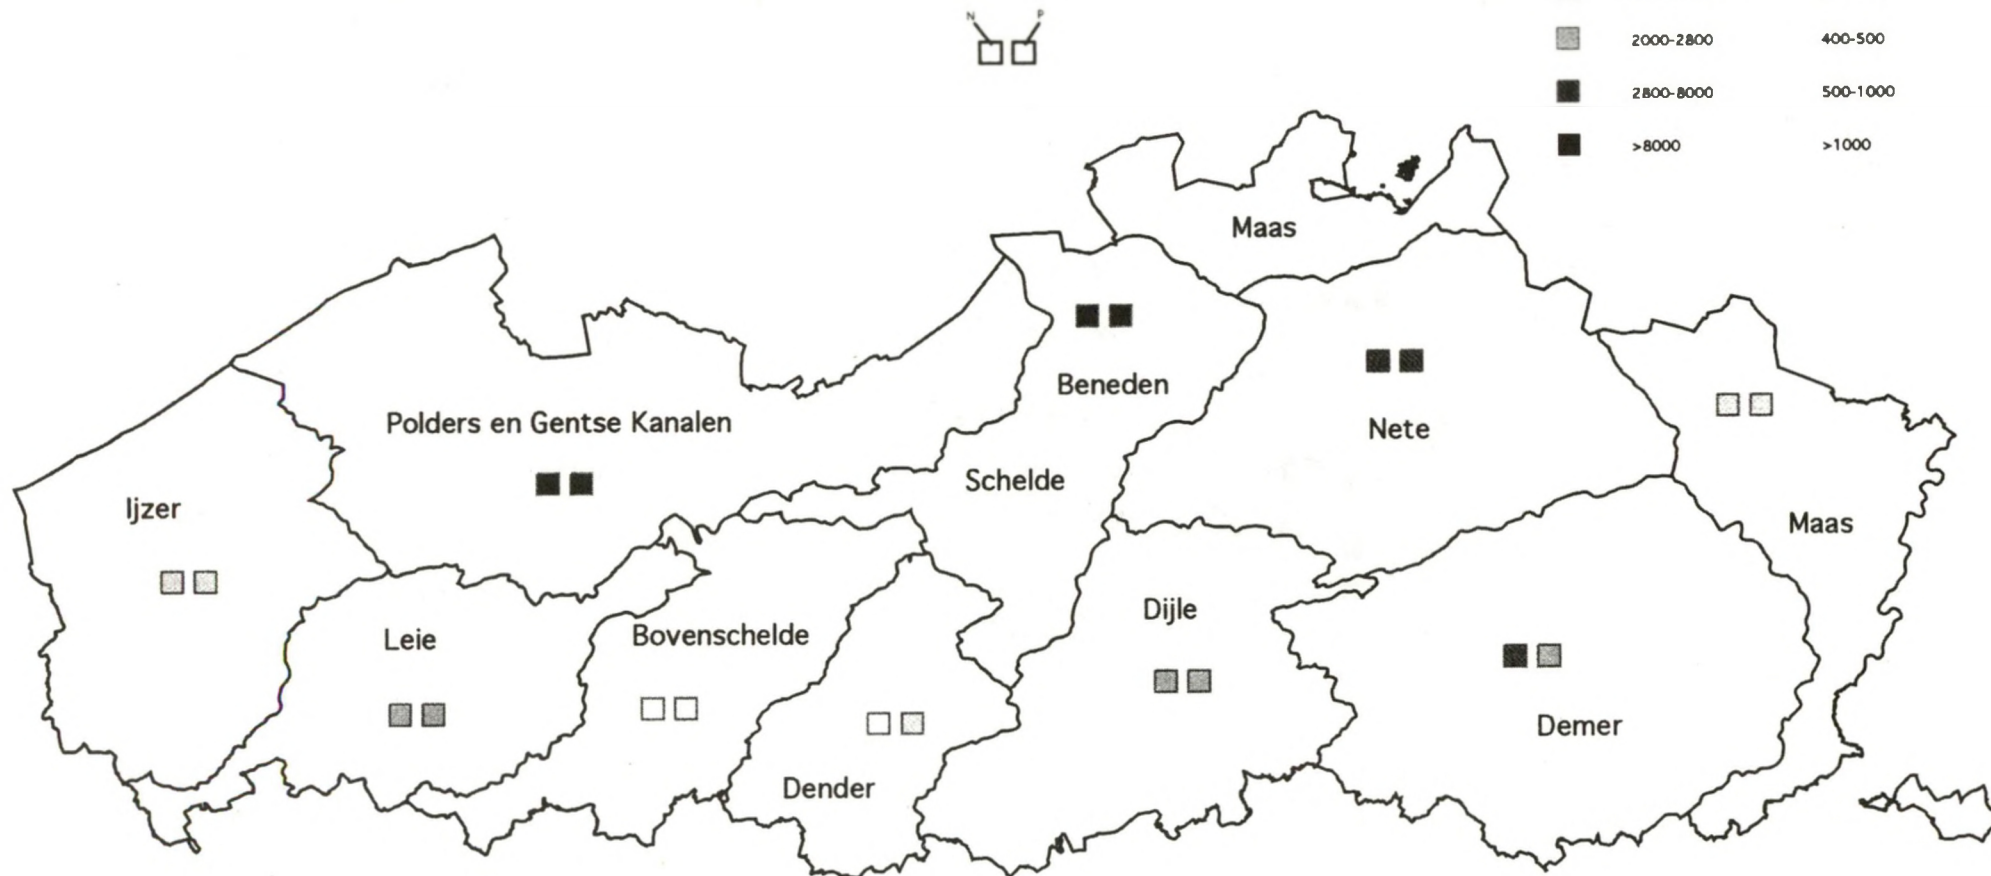 N P
2000-2800 400-500
2800-8000 500-1000
>8000 >1000
Maas
Beneden
Polders en Gentse Kanalen
Nete
Schelde
Ijzer
Maas
Dijle
Leie
Bovenschelde
Demer
Dender